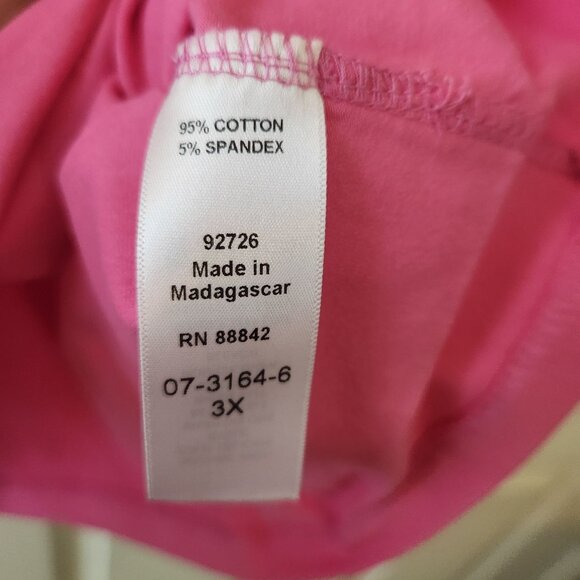 95% COTTON
5% SPANDEX
92726
Made in
Madagascar
RN 88842
07-3164-6
3X